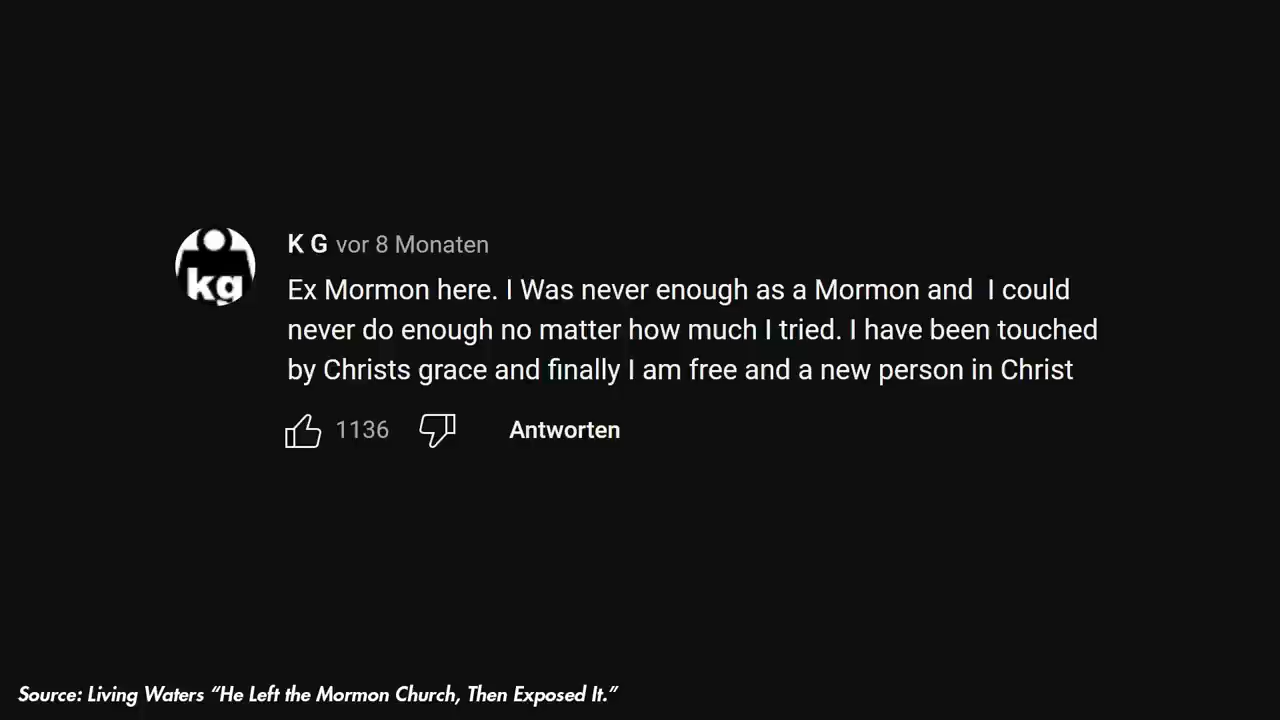 kg
K G vor 8 Monaten
Ex Mormon here. I Was never enough as a Mormon and  I could
never do enough no matter how much I tried. I have been touched
by Christs grace and finally I am free and a new person in Christ
1136 Antworten
Source: Living Waters “He Left the Mormon Church, Then Exposed It.”